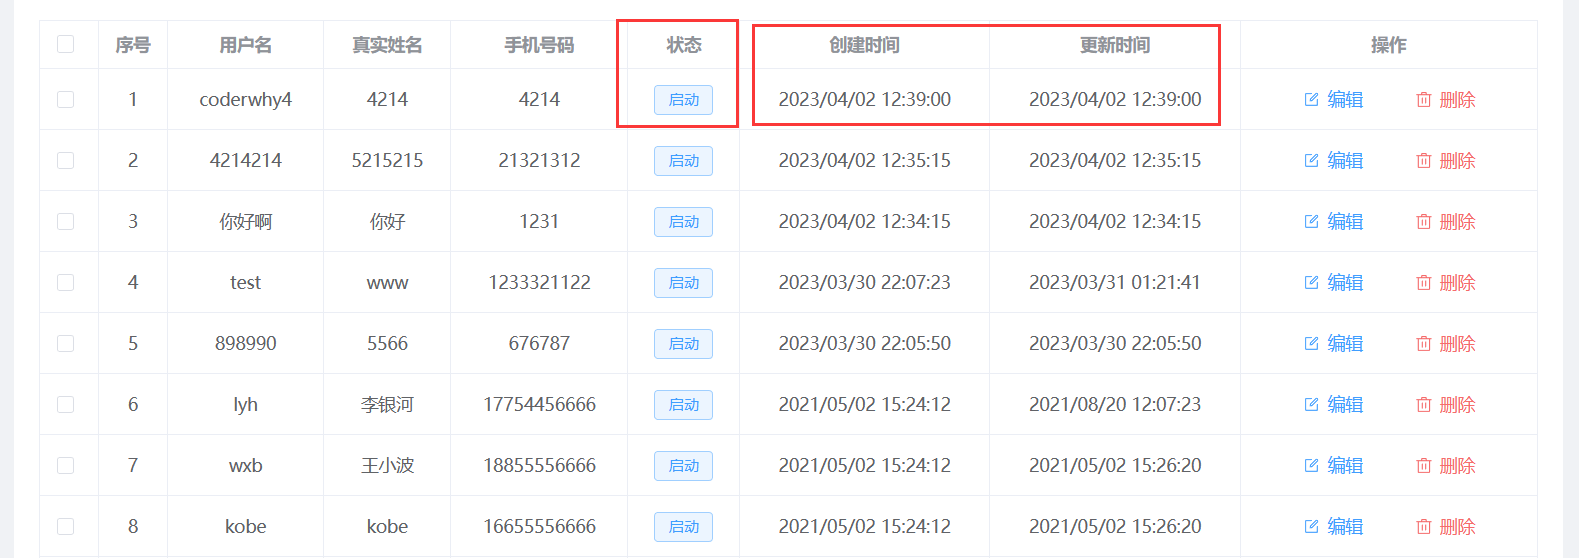 序号 用户名 真实姓名 手机号码 状态 创建时间 更新时间 操作
1 coderwhy4 4214 4214 启动 2023/04/02 12:39:00 2023/04/02 12:39:00 编辑 删除
2 4214214 5215215 21321312 启动 2023/04/02 12:35:15 2023/04/02 12:35:15 编辑 删除
3 你好啊 你好 1231 启动 2023/04/02 12:34:15 2023/04/02 12:34:15 编辑 删除
4 test www 1233321122 启动 2023/03/30 22:07:23 2023/03/31 01:21:41 编辑 删除
5 898990 5566 676787 启动 2023/03/30 22:05:50 2023/03/30 22:05:50 编辑 删除
6 lyh 李银河 17754456666 启动 2021/05/02 15:24:12 2021/08/20 12:07:23 编辑 删除
7 wxb 王小波 18855556666 启动 2021/05/02 15:24:12 2021/05/02 15:26:20 编辑 删除
8 kobe kobe 16655556666 启动 2021/05/02 15:24:12 2021/05/02 15:26:20 编辑 删除